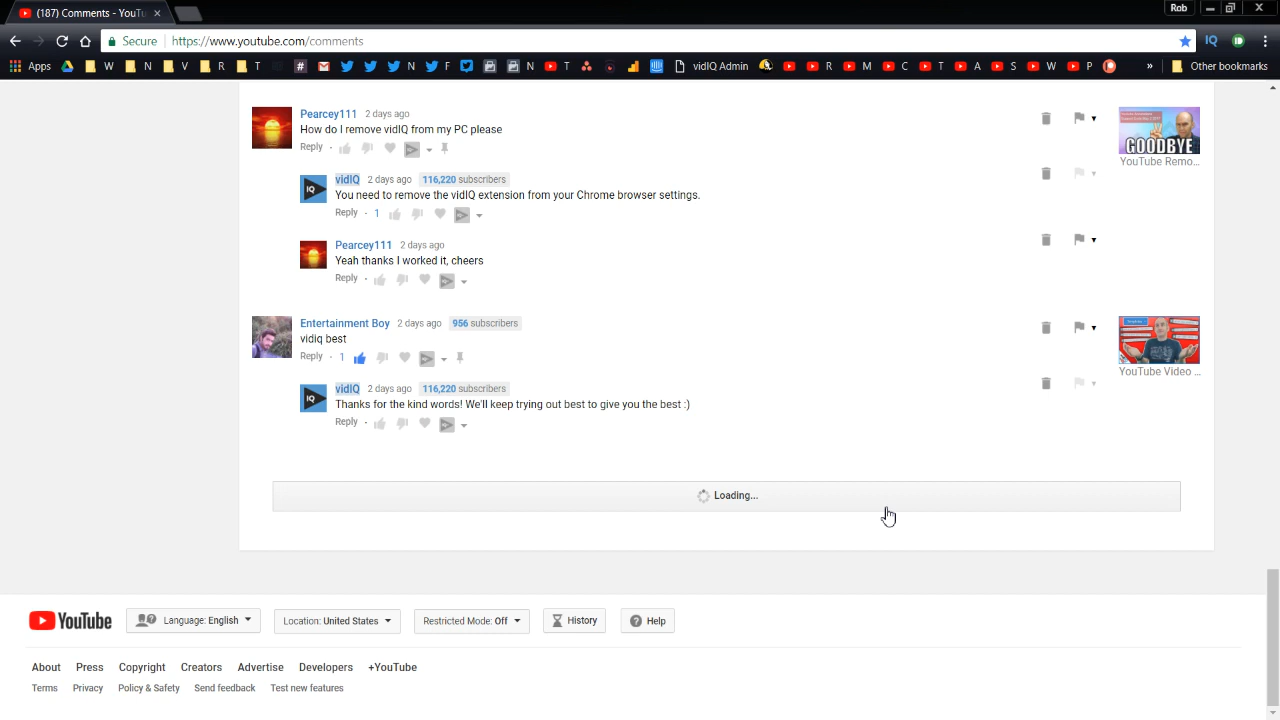 (187) Comments - YouTu
Rob
Secure https://www.youtube.com/comments
IQ
Apps W N V R T # N F N T vidIQ Admin R M C T A S W P » Other bookmarks
Pearcey111 2 days ago
How do I remove vidIQ from my PC please
Reply
GOODBYE
YouTube Remo...
IQ
vidIQ 2 days ago 116,220 subscribers
You need to remove the vidIQ extension from your Chrome browser settings.
Reply · 1
Pearcey111 2 days ago
Yeah thanks I worked it, cheers
Reply ·
Entertainment Boy 2 days ago 956 subscribers
vidiq best
Reply · 1
YouTube Video ...
IQ
vidIQ 2 days ago 116,220 subscribers
Thanks for the kind words! We'll keep trying out best to give you the best :)
Reply ·
Loading...
YouTube Language: English Location: United States Restricted Mode: Off History Help
About Press Copyright Creators Advertise Developers +YouTube
Terms Privacy Policy & Safety Send feedback Test new features